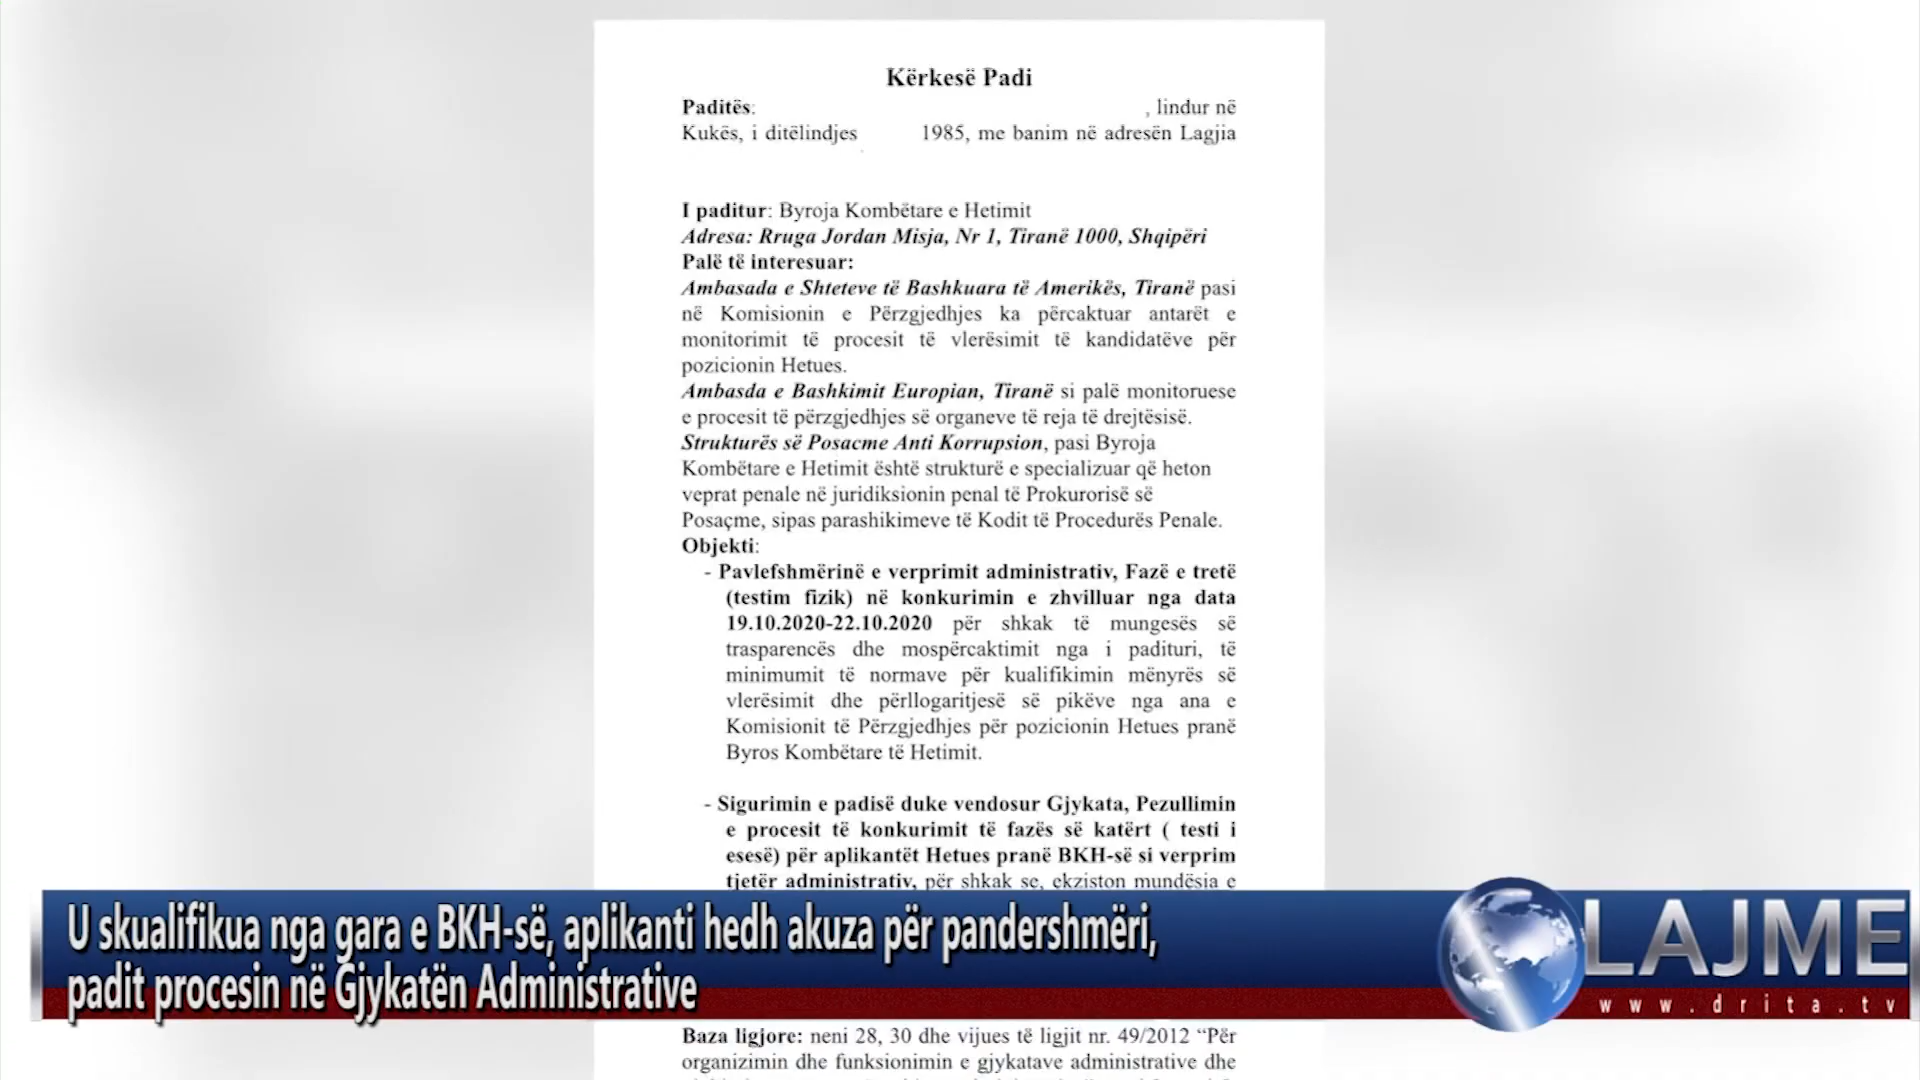 Kërkesë Padi
Paditës: , lindur në
Kukës, i ditëlindjes 1985, me banim në adresën Lagjia
I paditur: Byroja Kombëtare e Hetimit
Adresa: Rruga Jordan Misja, Nr 1, Tiranë 1000, Shqipëri
Palë të interesuar:
Ambasada e Shteteve të Bashkuara të Amerikës, Tiranë pasi
në Komisionin e Përzgjedhjes ka përcaktuar antarët e
monitorimit të procesit të vlerësimit të kandidatëve për
pozicionin Hetues.
Ambasda e Bashkimit Europian, Tiranë si palë monitoruese
e procesit të përzgjedhjes së organeve të reja të drejtësisë.
Strukturës së Posacme Anti Korrupsion, pasi Byroja
Kombëtare e Hetimit është strukturë e specializuar që heton
veprat penale në juridiksionin penal të Prokurorisë së
Posaçme, sipas parashikimeve të Kodit të Procedurës Penale.
Objekti:
- Pavlefshmërinë e verprimit administrativ, Fazë e tretë
(testim fizik) në konkurimin e zhvilluar nga data
19.10.2020-22.10.2020 për shkak të mungesës së
trasparencës dhe mospërcaktimit nga i padituri, të
minimumit të normave për kualifikimin mënyrës së
vlerësimit dhe përllogaritjesë së pikëve nga ana e
Komisionit të Përzgjedhjes për pozicionin Hetues pranë
Byros Kombëtare të Hetimit.
- Sigurimin e padisë duke vendosur Gjykata, Pezullimin
e procesit të konkurimit të fazës së katërt ( testi i
esesë) për aplikantët Hetues pranë BKH-së si verprim
tjetër administrativ, për shkak se, ekziston mundësia e
U skualifikua nga gara e BKH-së, aplikanti hedh akuza për pandershmëri,
padit procesin në Gjykatën Administrative
LAJME
www.drita.tv
Baza ligjore: neni 28, 30 dhe vijues të ligjit nr. 49/2012 “Për
organizimin dhe funksionimin e gjykatave administrative dhe